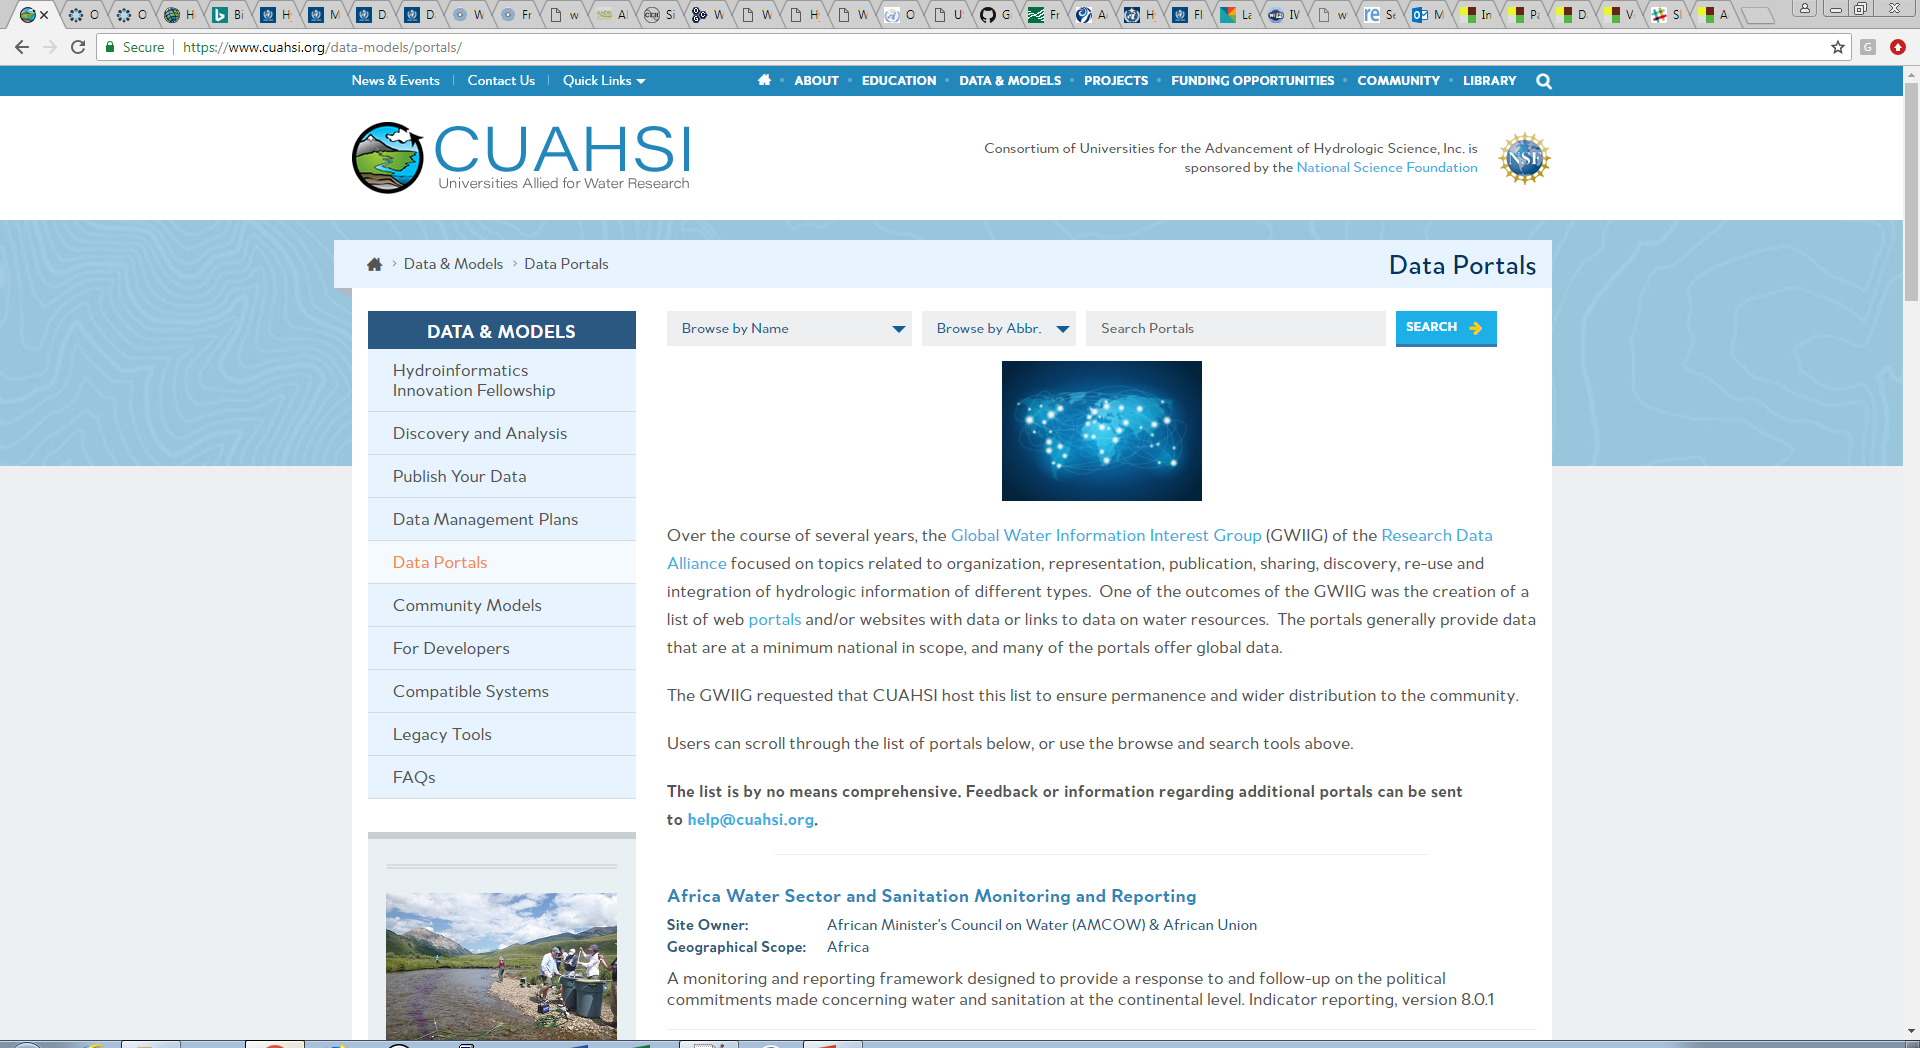 Secure
https://www.cuahsi.org/data-models/portals/
News & Events
Contact Us
Quick Links
ABOUT
EDUCATION
DATA & MODELS
PROJECTS
FUNDING OPPORTUNITIES
COMMUNITY
LIBRARY
CUAHSI
Universities Allied for Water Research
Consortium of Universities for the Advancement of Hydrologic Science, Inc. is
sponsored by the National Science Foundation
NSF
Data & Models
Data Portals
Data Portals
DATA & MODELS
Hydroinformatics
Innovation Fellowship
Discovery and Analysis
Publish Your Data
Data Management Plans
Data Portals
Community Models
For Developers
Compatible Systems
Legacy Tools
FAQs
Browse by Name
Browse by Abbr.
Search Portals
SEARCH
Over the course of several years, the Global Water Information Interest Group (GWIIG) of the Research Data
Alliance focused on topics related to organization, representation, publication, sharing, discovery, re-use and
integration of hydrologic information of different types. One of the outcomes of the GWIIG was the creation of a
list of web portals and/or websites with data or links to data on water resources. The portals generally provide data
that are at a minimum national in scope, and many of the portals offer global data.
The GWIIG requested that CUAHSI host this list to ensure permanence and wider distribution to the community.
Users can scroll through the list of portals below, or use the browse and search tools above.
The list is by no means comprehensive. Feedback or information regarding additional portals can be sent
to help@cuahsi.org.
Africa Water Sector and Sanitation Monitoring and Reporting
Site Owner: African Minister's Council on Water (AMCOW) & African Union
Geographical Scope: Africa
A monitoring and reporting framework designed to provide a response to and follow-up on the political
commitments made concerning water and sanitation at the continental level. Indicator reporting, version 8.0.1